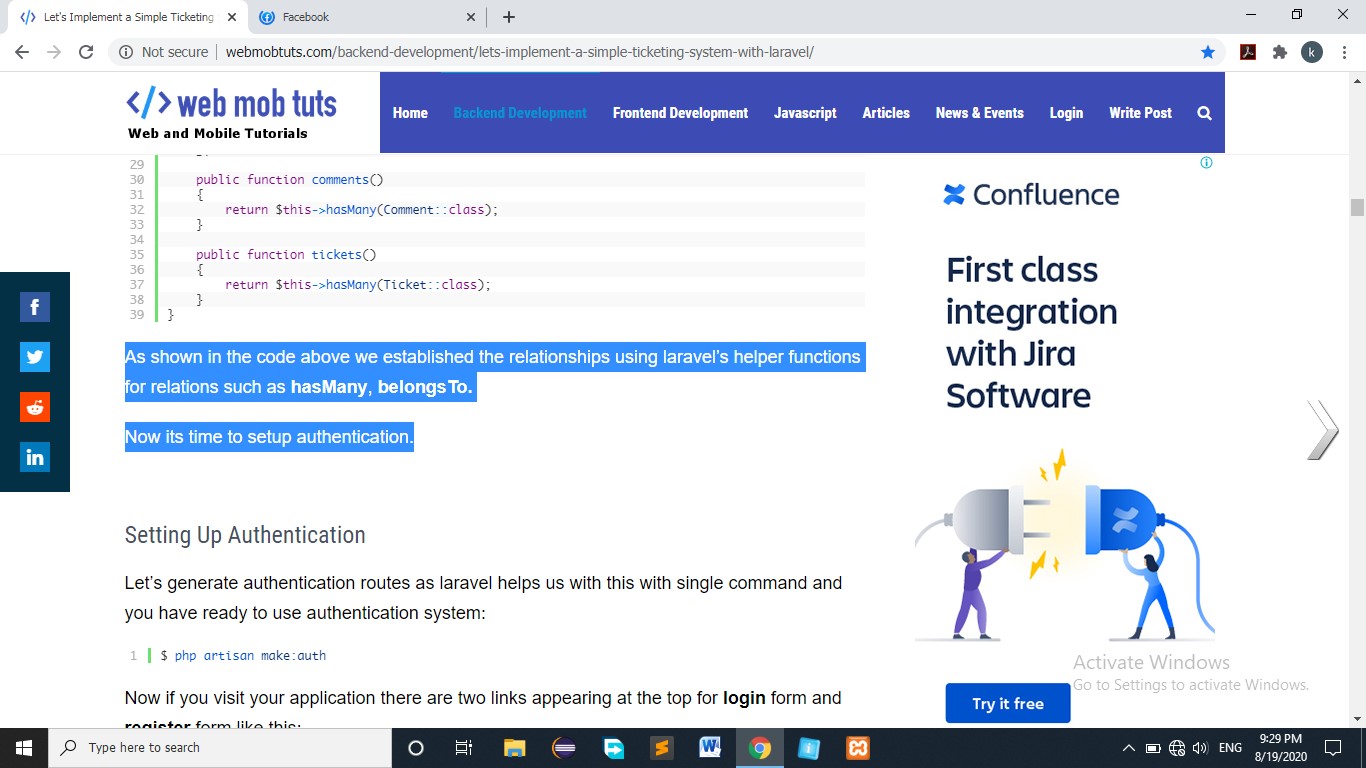 Let's Implement a Simple Ticketing
Facebook
Not secure
webmobtuts.com/backend-development/lets-implement-a-simple-ticketing-system-with-laravel/
k
</> web mob tuts
Web and Mobile Tutorials
Home
Backend Development
Frontend Development
Javascript
Articles
News & Events
Login
Write Post
29
30 public function comments()
31 {
32 return $this->hasMany(Comment::class);
33 }
34
35 public function tickets()
36 {
37 return $this->hasMany(Ticket::class);
38 }
39 }
As shown in the code above we established the relationships using laravel's helper functions
for relations such as hasMany, belongsTo.
Now its time to setup authentication.
Setting Up Authentication
Let's generate authentication routes as laravel helps us with this with single command and
you have ready to use authentication system:
1 $ php artisan make:auth
Now if you visit your application there are two links appearing at the top for login form and
register form like this:
f
in
Confluence
First class
integration
with Jira
Software
Try it free
Activate Windows
Go to Settings to activate Windows.
Type here to search
ENG
9:29 PM
8/19/2020